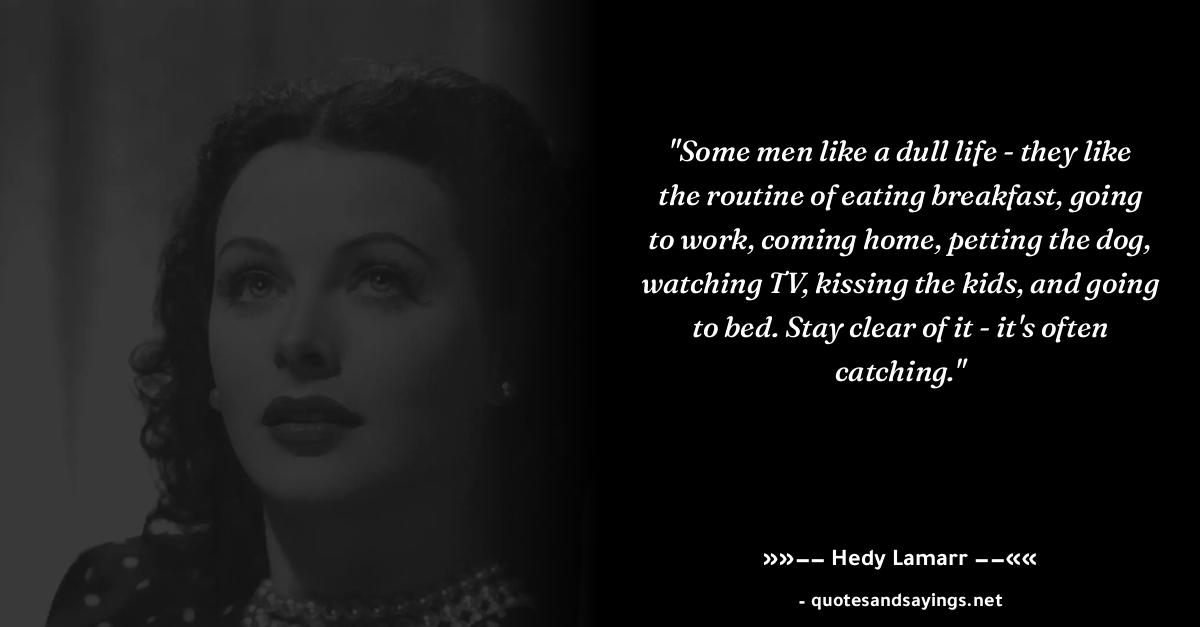 "Some men like a dull life - they like
the routine of eating breakfast, going
to work, coming home, petting the dog,
watching TV, kissing the kids, and going
to bed. Stay clear of it - it's often
catching."
»»−− Hedy Lamarr −−««
- quotesandsayings.net